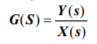 G(S) = Y(s) / X(s)